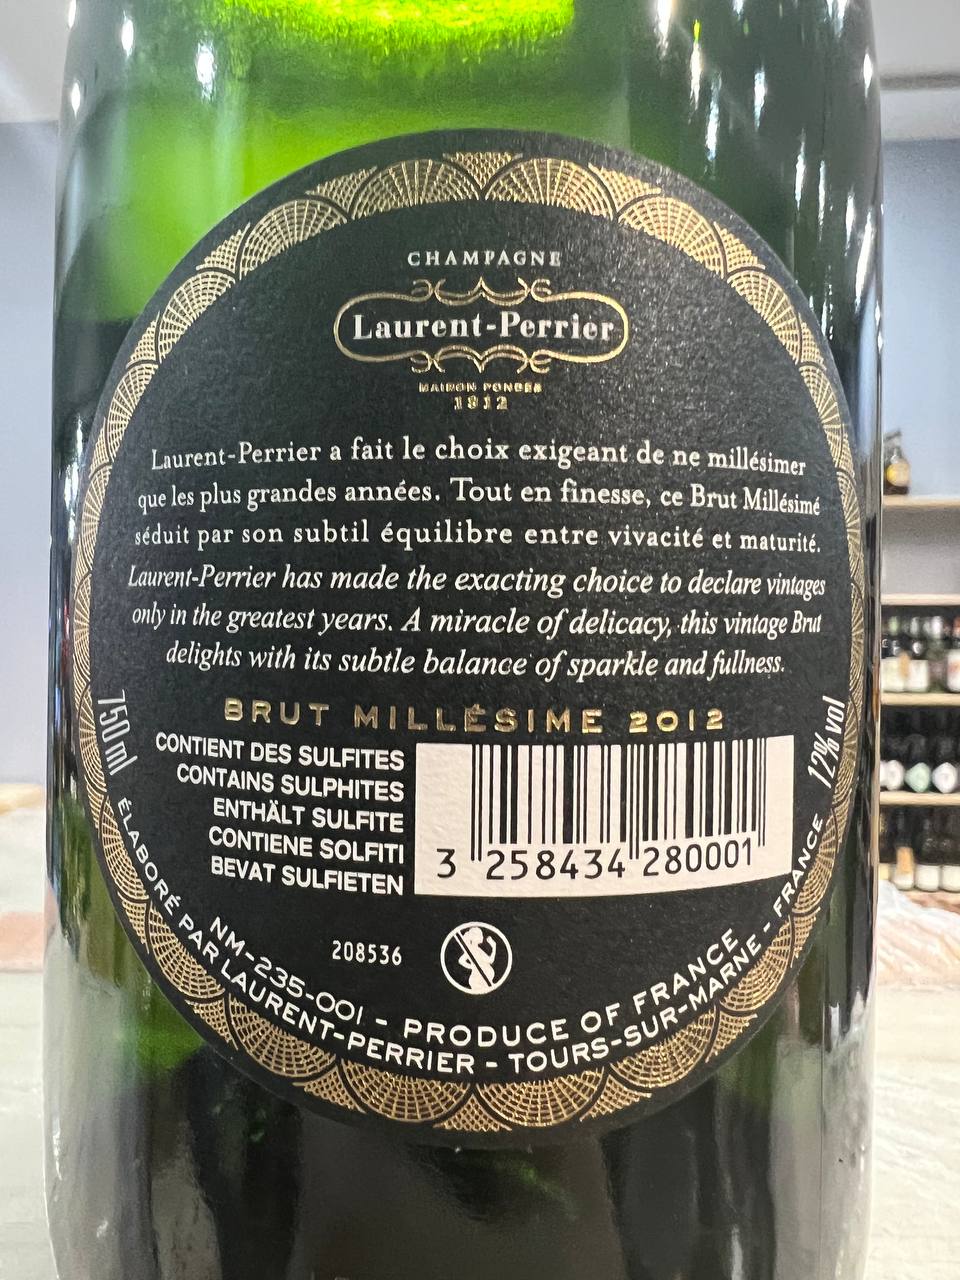 CHAMPAGNE
Laurent-Perrier
MAISON FONDÉE
1812
Laurent-Perrier a fait le choix exigeant de ne millésimer
que les plus grandes années. Tout en finesse, ce Brut Millésimé
séduit par son subtil équilibre entre vivacité et maturité.
Laurent-Perrier has made the exacting choice to declare vintages
only in the greatest years. A miracle of delicacy, this vintage Brut
delights with its subtle balance of sparkle and fullness.
BRUT MILLÉSIME 2012
750 ml
12% vol
CONTIENT DES SULFITES
CONTAINS SULPHITES
ENTHÄLT SULFITE
CONTIENE SOLFITI
BEVAT SULFIETEN
3 258434 280001
208536
NM-235-001 - PRODUCE OF FRANCE
ÉLABORÉ PAR LAURENT-PERRIER - TOURS-SUR-MARNE - FRANCE